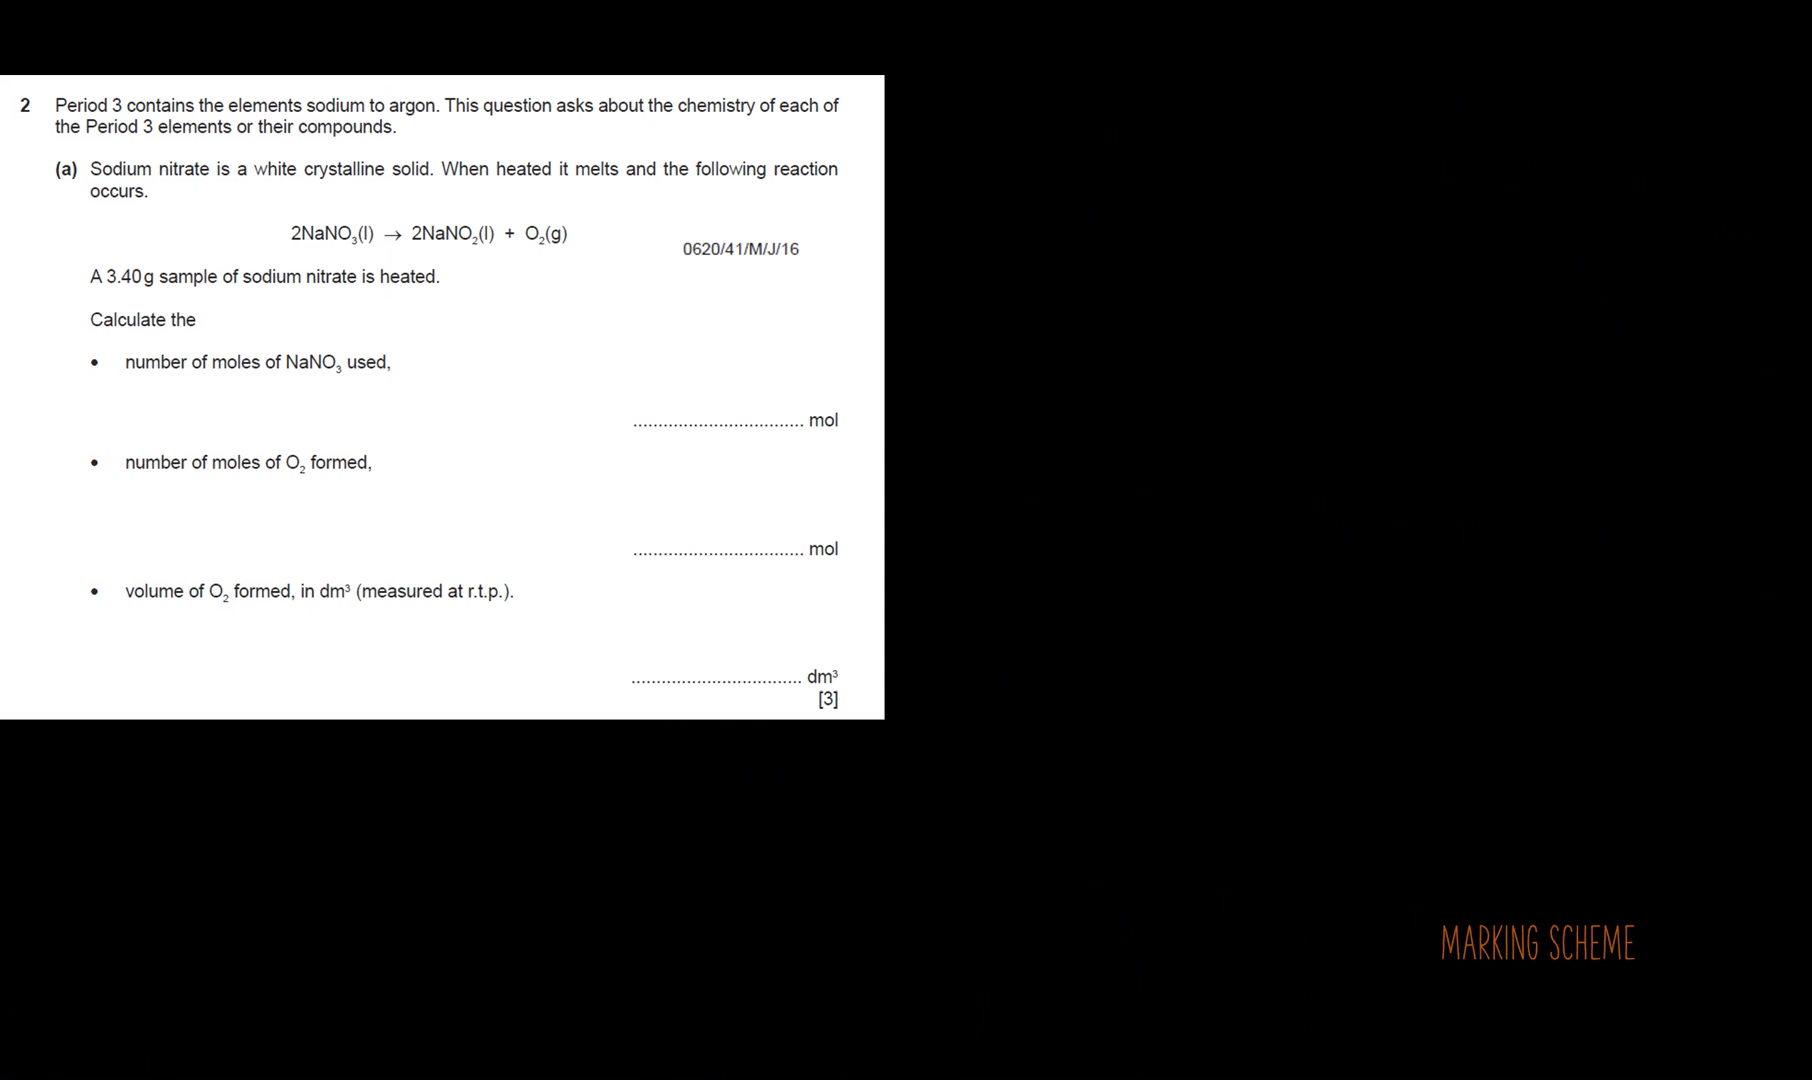 2 Period 3 contains the elements sodium to argon. This question asks about the chemistry of each of
the Period 3 elements or their compounds.
(a) Sodium nitrate is a white crystalline solid. When heated it melts and the following reaction
occurs.
2NaNO₃(l) → 2NaNO₂(l) + O₂(g)
0620/41/M/J/16
A 3.40 g sample of sodium nitrate is heated.
Calculate the
• number of moles of NaNO₃ used,
.................................. mol
• number of moles of O₂ formed,
.................................. mol
• volume of O₂ formed, in dm³ (measured at r.t.p.).
.................................. dm³
[3]
MARKING SCHEME